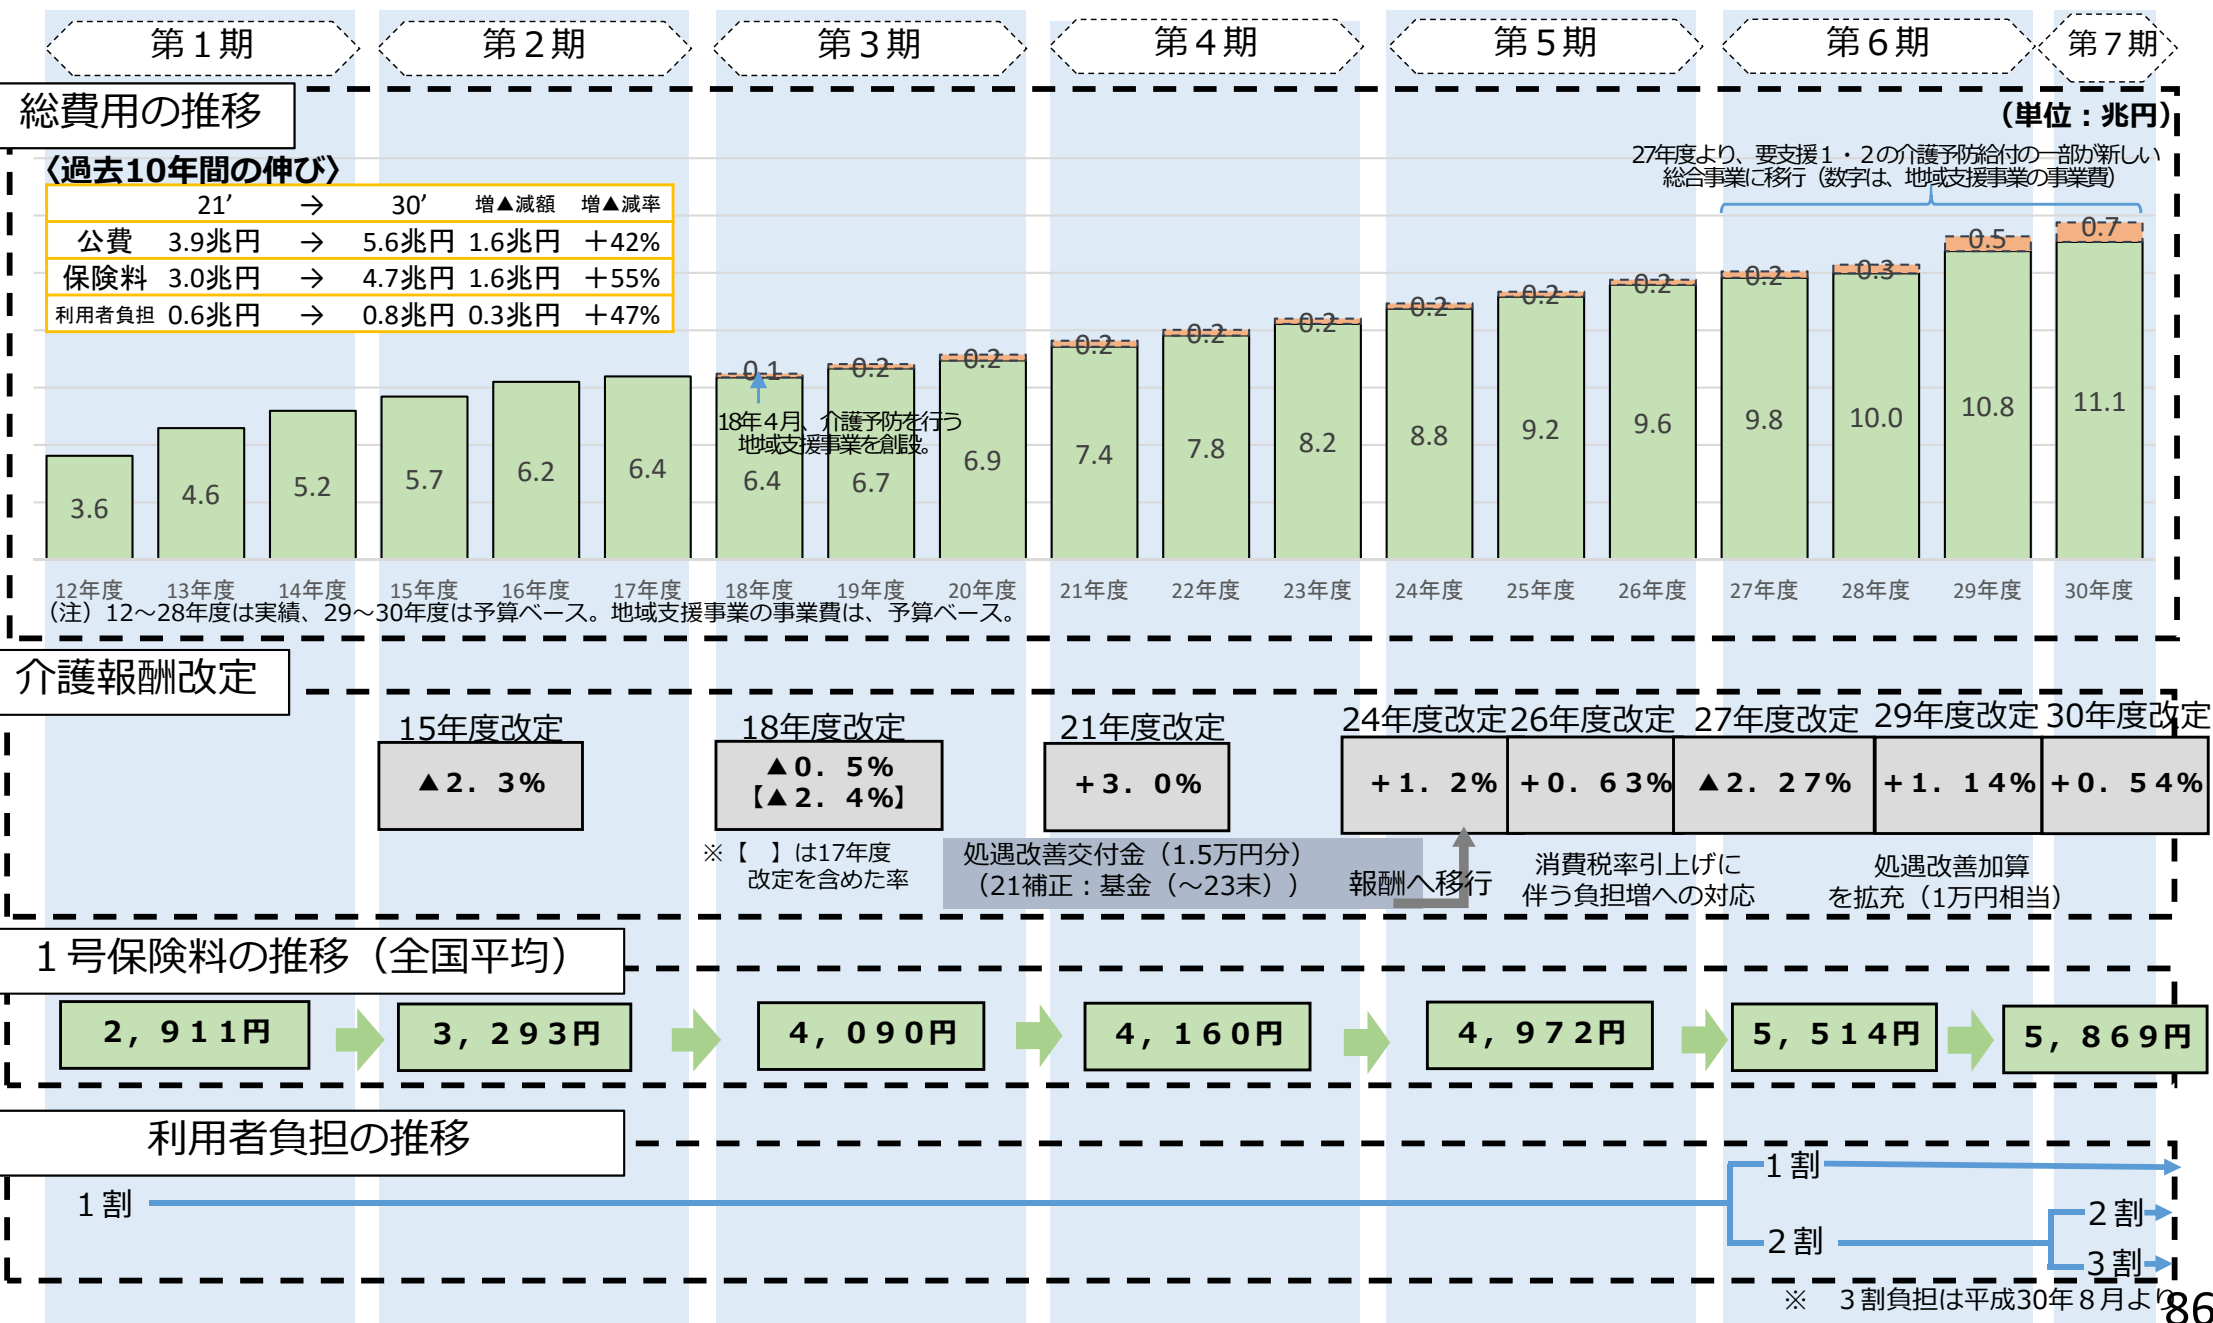 第１期 第２期 第３期 第４期 第５期 第６期 第７期
総費用の推移
（単位：兆円）
27年度より、要支援１・２の介護予防給付の一部が新しい
総合事業に移行（数字は、地域支援事業の事業費）
〈過去10年間の伸び〉
21’ → 30’ 増▲減額 増▲減率
公費 3.9兆円 → 5.6兆円 1.6兆円 ＋42%
保険料 3.0兆円 → 4.7兆円 1.6兆円 ＋55%
利用者負担 0.6兆円 → 0.8兆円 0.3兆円 ＋47%
0.1 0.2 0.2 0.2 0.2 0.2 0.2 0.2 0.2 0.2 0.3 0.5 0.7
18年４月、介護予防を行う
地域支援事業を創設。
3.6 4.6 5.2 5.7 6.2 6.4 6.4 6.7 6.9 7.4 7.8 8.2 8.8 9.2 9.6 9.8 10.0 10.8 11.1
12年度 13年度 14年度 15年度 16年度 17年度 18年度 19年度 20年度 21年度 22年度 23年度 24年度 25年度 26年度 27年度 28年度 29年度 30年度
（注）12～28年度は実績、29～30年度は予算ベース。地域支援事業の事業費は、予算ベース。
介護報酬改定
15年度改定 18年度改定 21年度改定 24年度改定 26年度改定 27年度改定 29年度改定 30年度改定
▲２．３％
▲０．５％
【▲２．４％】
＋３．０％
＋１．２％
＋０．６３％
▲２．２７％
＋１．１４％
＋０．５４％
※【　】は17年度
改定を含めた率
処遇改善交付金（1.5万円分）
（21補正：基金（～23末））
報酬へ移行
消費税率引上げに
伴う負担増への対応
処遇改善加算
を拡充（1万円相当）
１号保険料の推移（全国平均）
２，９１１円 ３，２９３円 ４，０９０円 ４，１６０円 ４，９７２円 ５，５１４円 ５，８６９円
利用者負担の推移
１割
１割
２割
２割
３割
※　３割負担は平成30年８月より
86